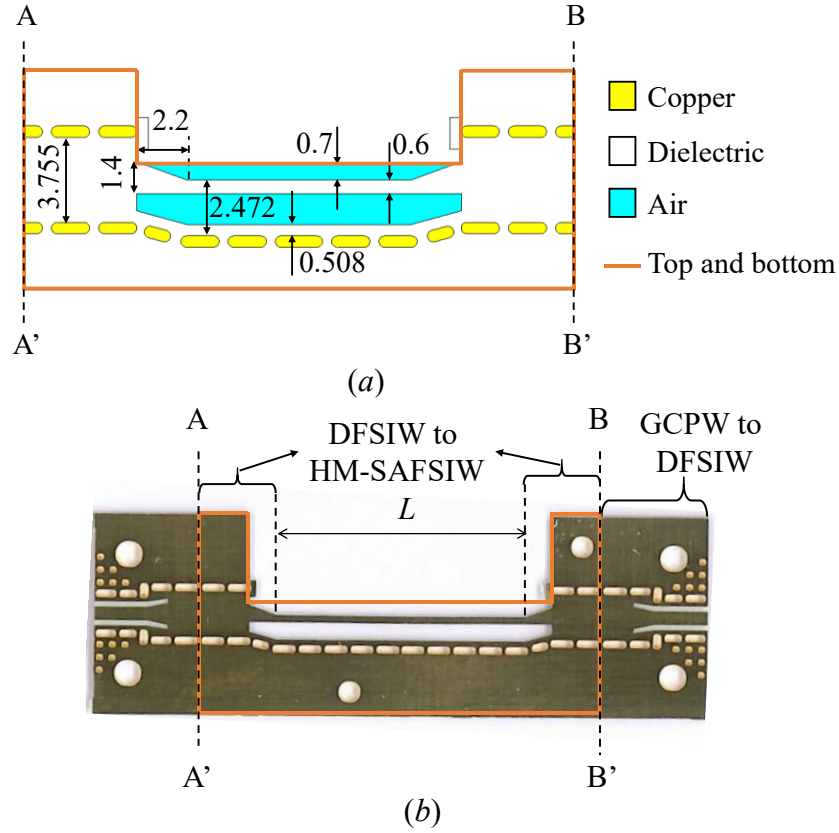 A
B
2.2
0.7
0.6
3.755
1.4
2.472
0.508
Copper
Dielectric
Air
Top and bottom
A’
B’
(a)
A
B
DFSIW to
HM-SAFSIW
GCPW to
DFSIW
L
A’
B’
(b)